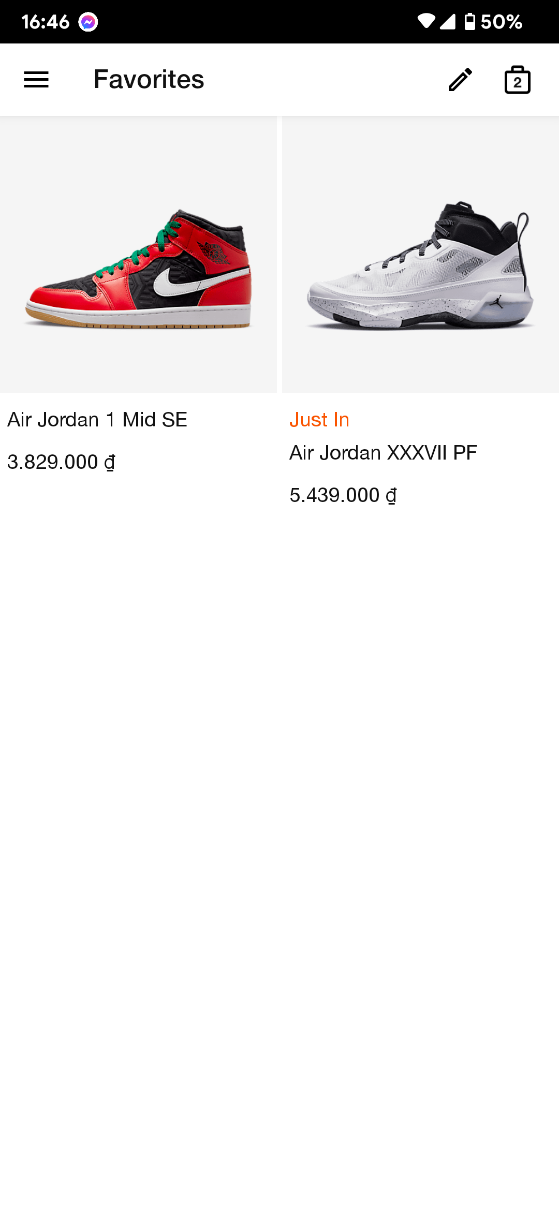 16:46
50%
Favorites
2
Air Jordan 1 Mid SE
3.829.000 ₫
Just In
Air Jordan XXXVII PF
5.439.000 ₫